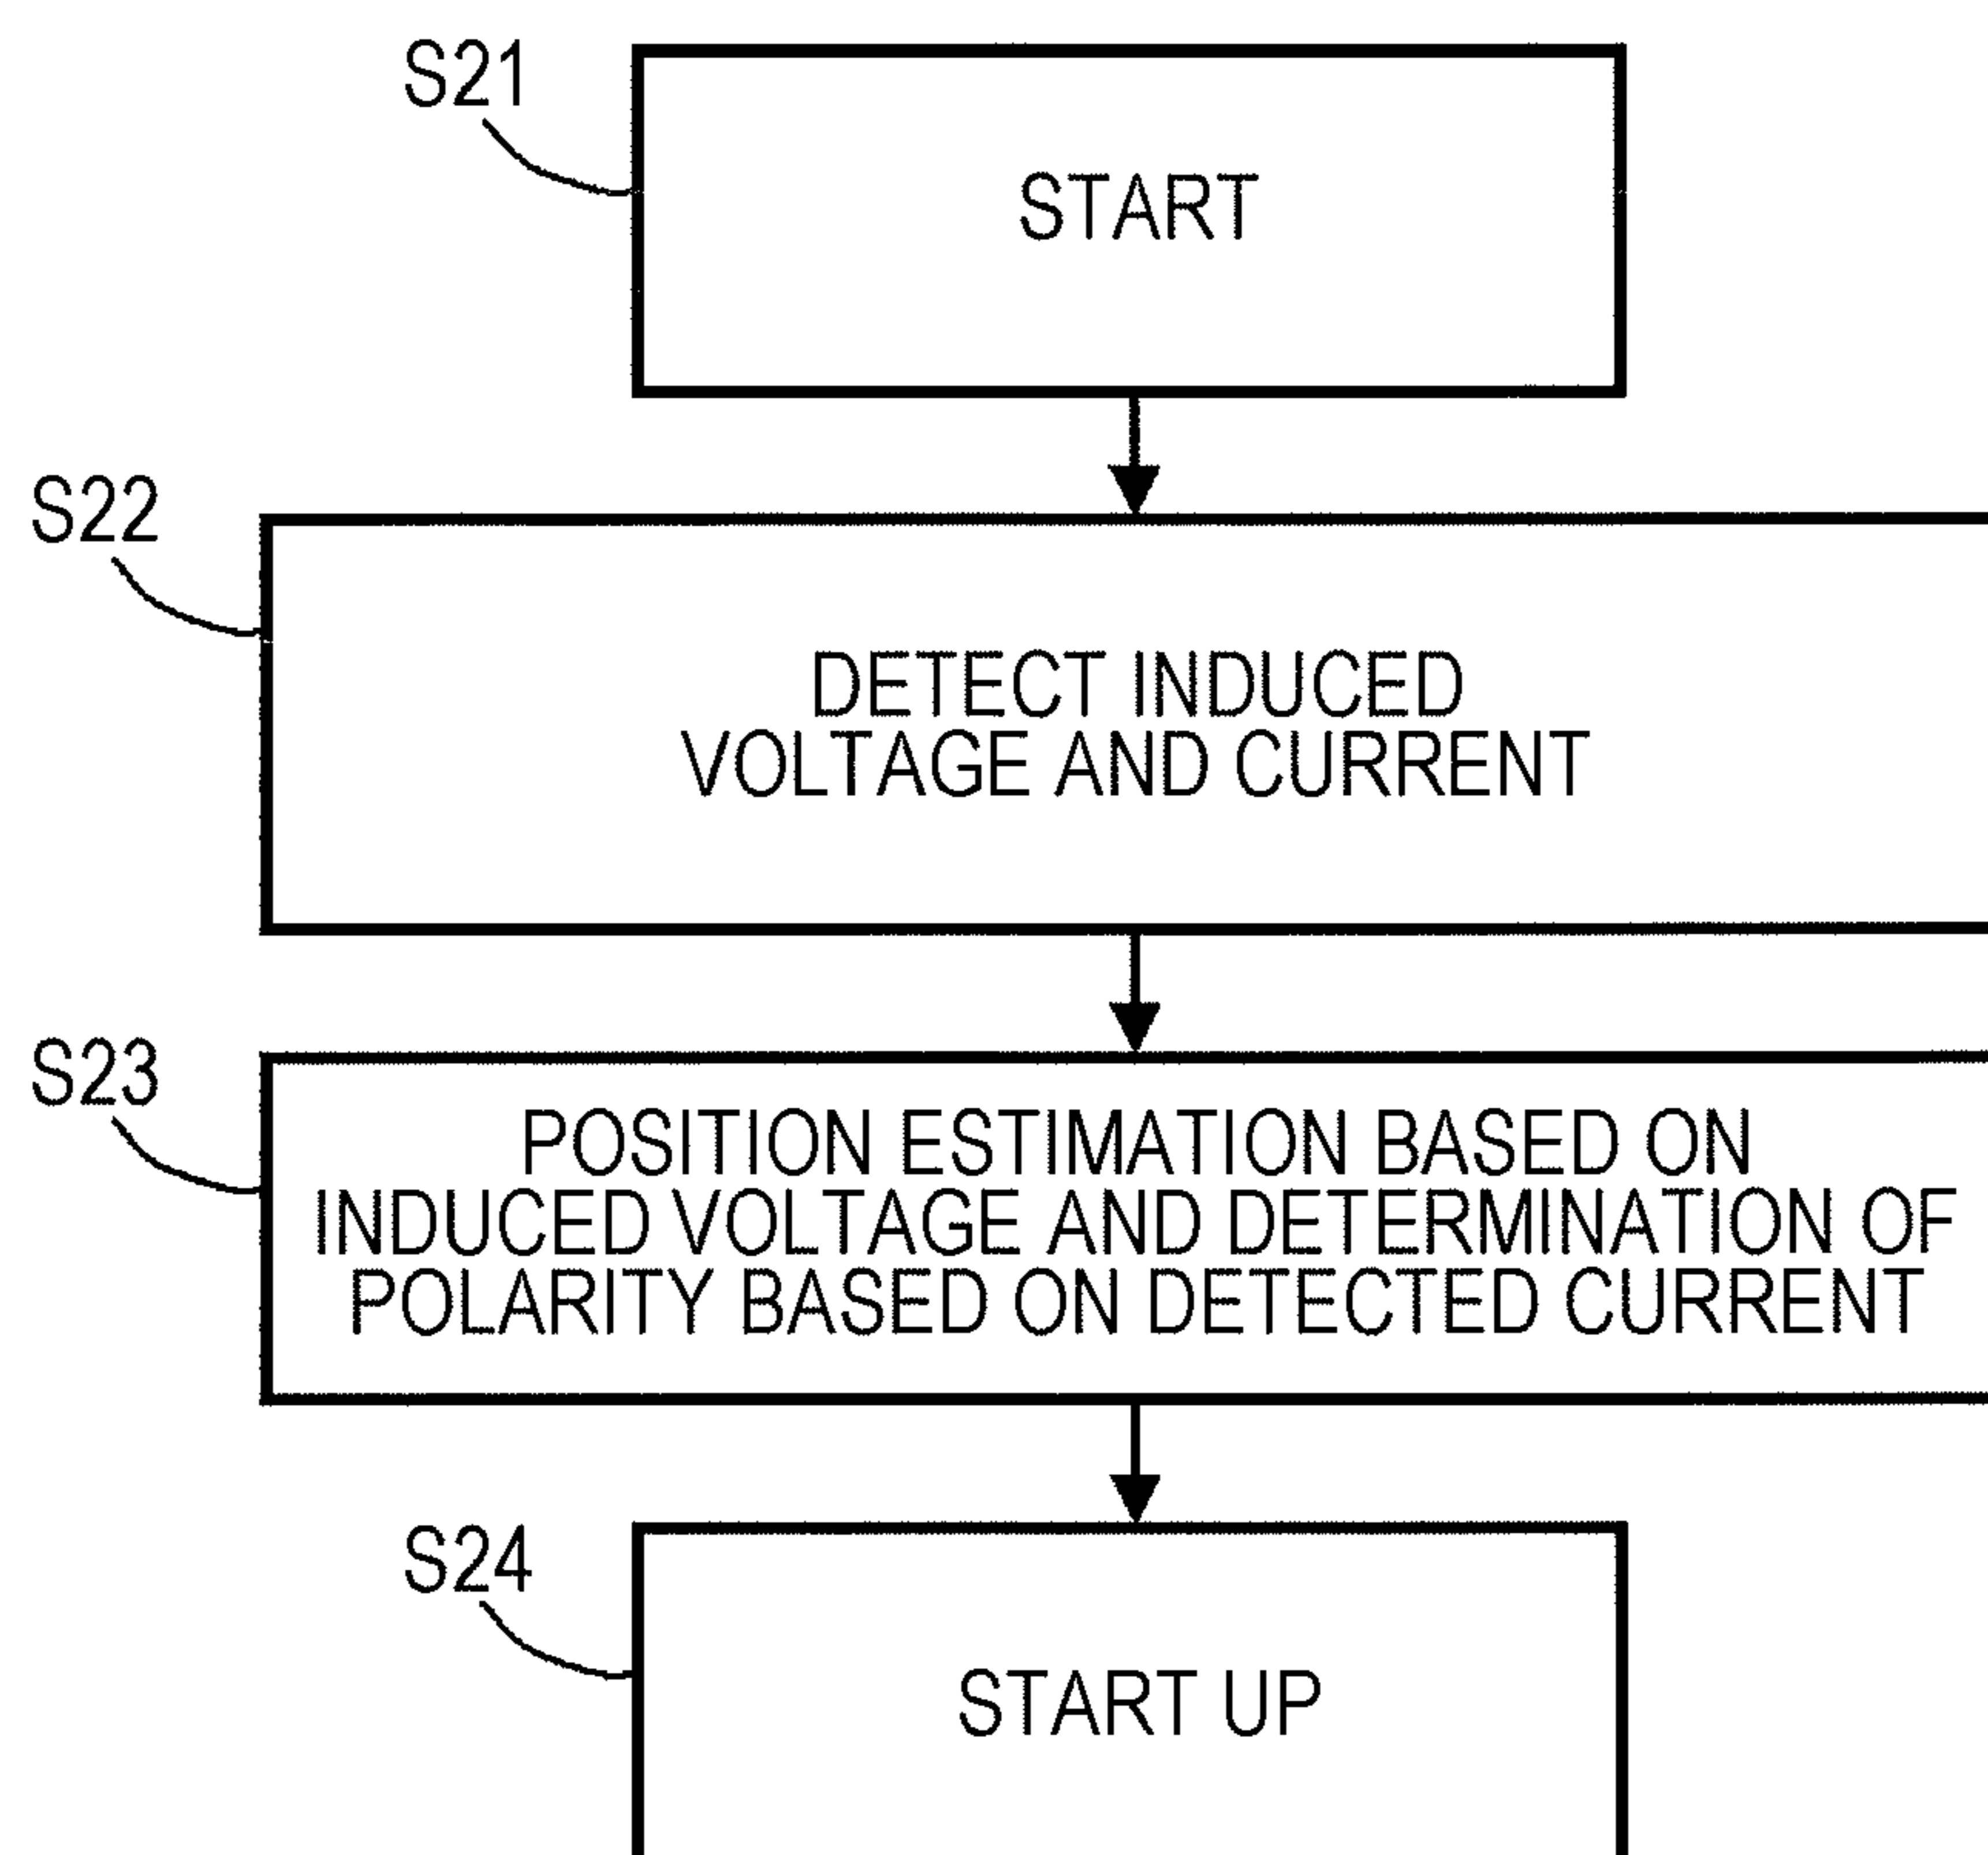 S21
START
S22
DETECT INDUCED
VOLTAGE AND CURRENT
S23
POSITION ESTIMATION BASED ON
INDUCED VOLTAGE AND DETERMINATION OF
POLARITY BASED ON DETECTED CURRENT
S24
START UP